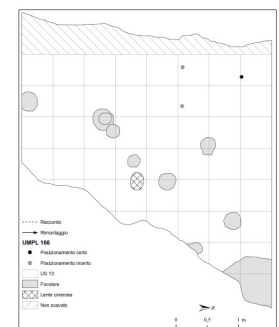 Raccordo
Rimontaggio
UMPL 166
Posizionamento certo
Posizionamento incerto
US 13
Focolare
Lente cinerosa
Non scavato
0 0,5 1 m